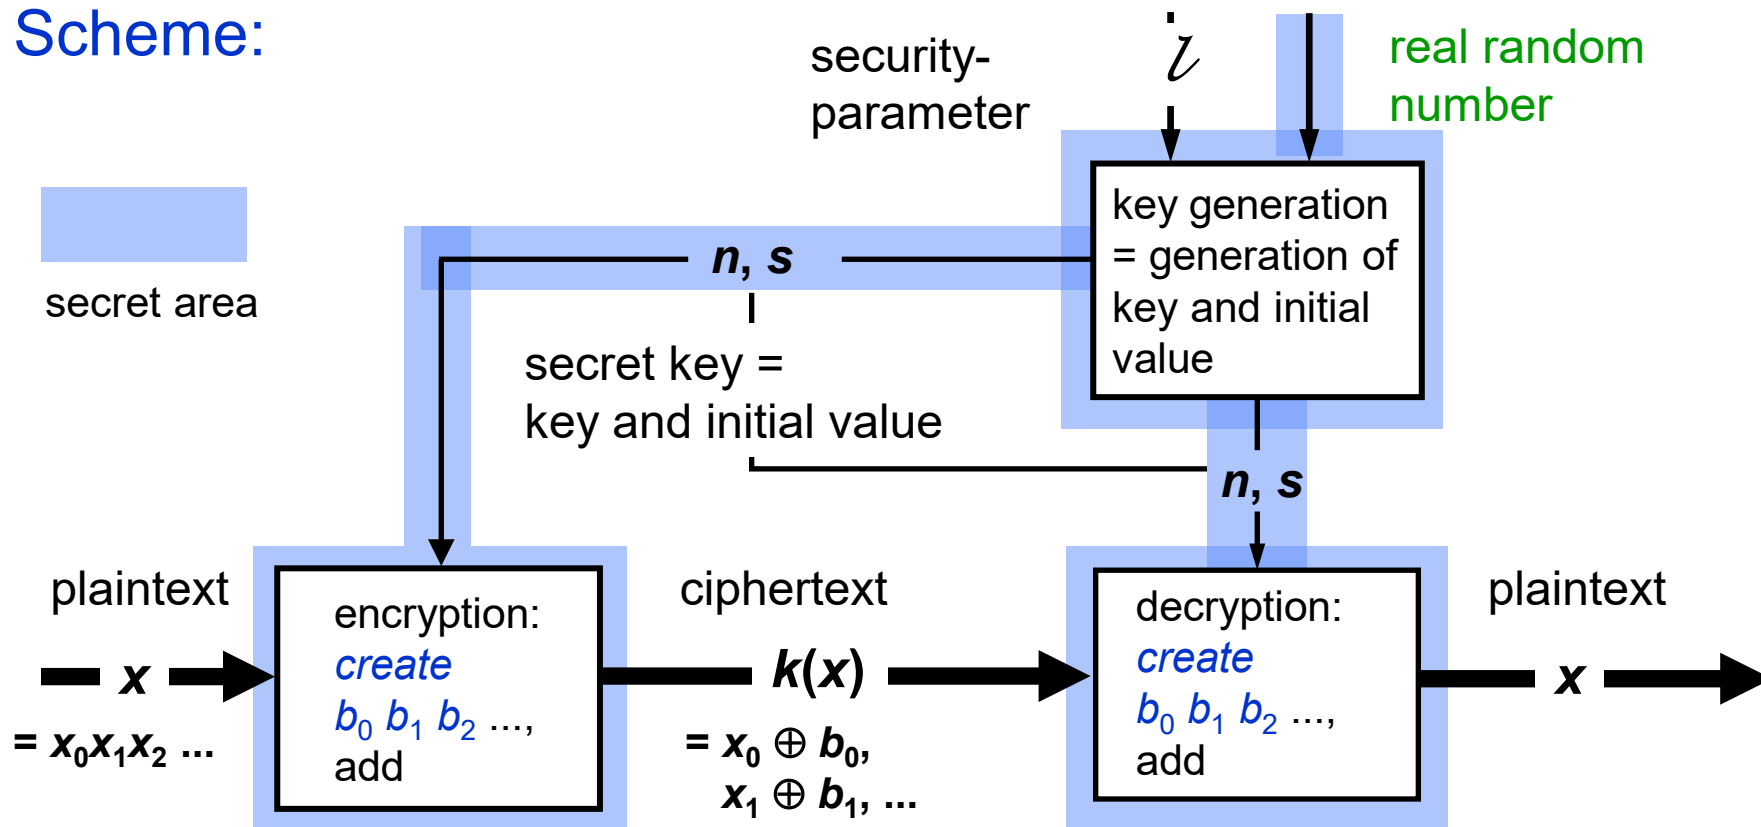 Scheme:
security-
parameter
i
real random
number
secret area
n, s
key generation
= generation of
key and initial
value
secret key =
key and initial value
n, s
plaintext
x
= x₀x₁x₂ ...
encryption:
create
b₀ b₁ b₂ ...,
add
ciphertext
k(x)
= x₀ ⊕ b₀,
x₁ ⊕ b₁, ...
decryption:
create
b₀ b₁ b₂ ...,
add
plaintext
x